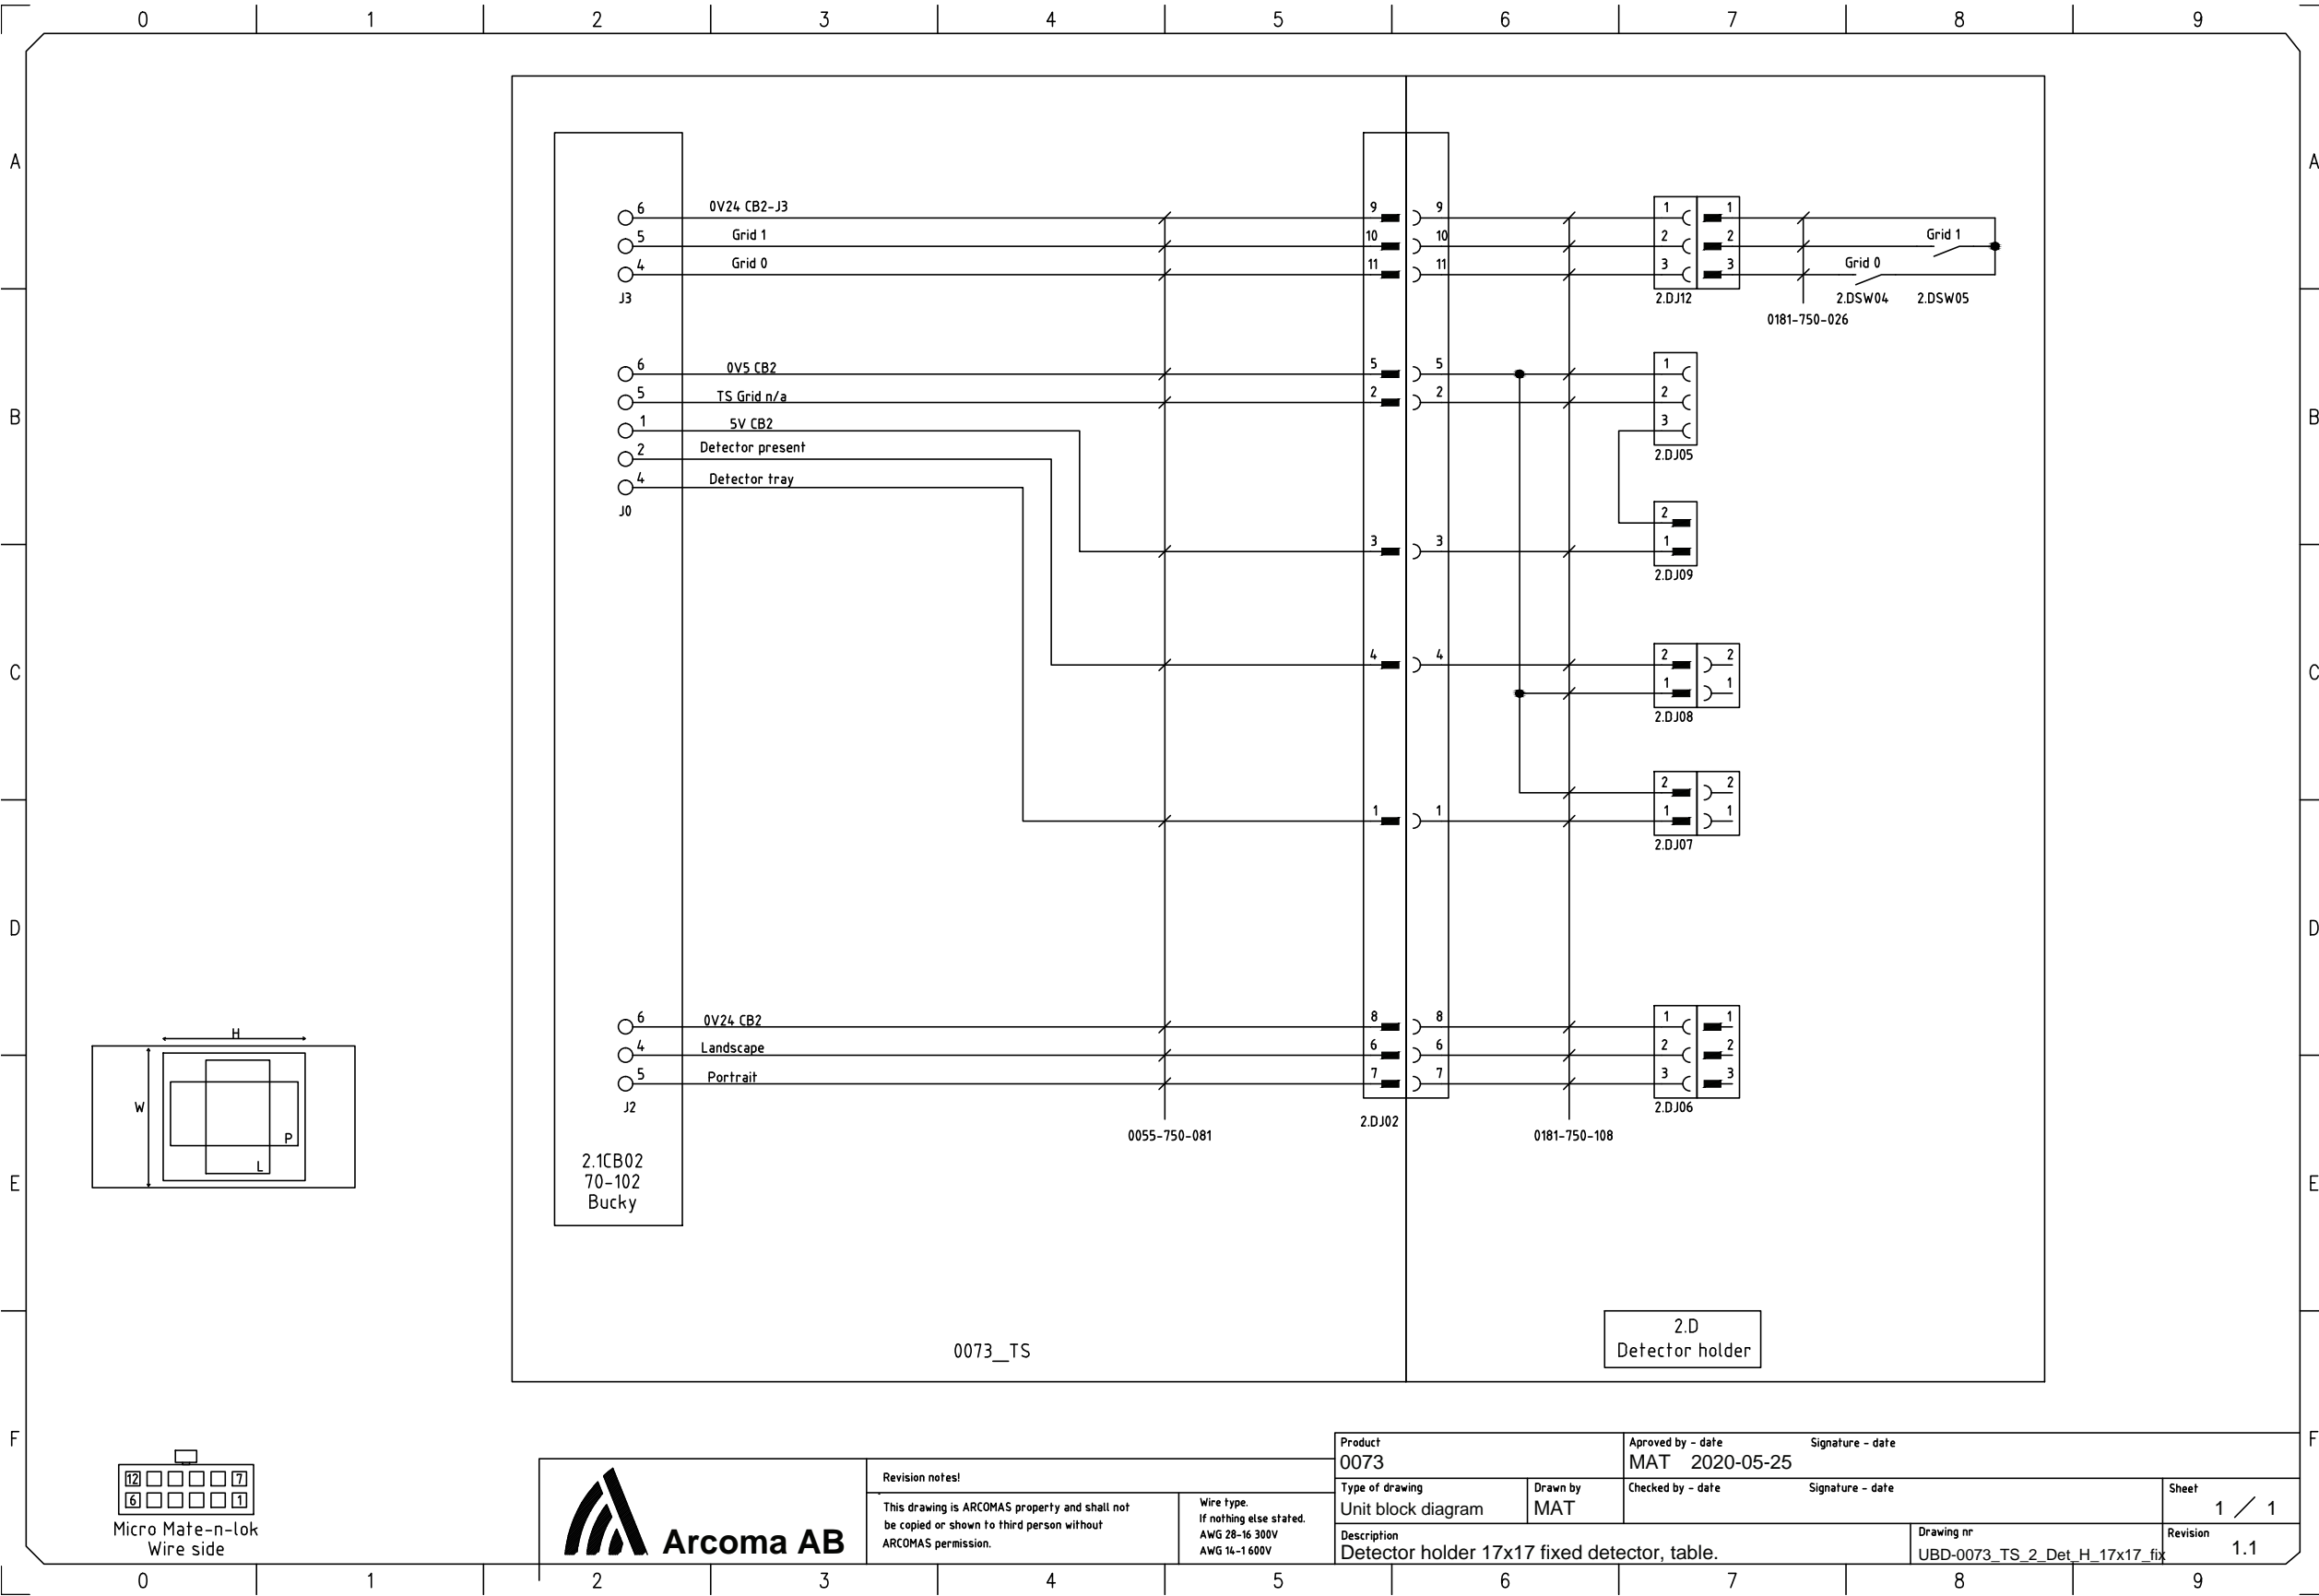 0 1 2 3 4 5 6 7 8 9
A A
6 0V24 CB2-J3 9 9 1 1
5 Grid 1 10 10 2 2 Grid 1
4 Grid 0 11 11 3 3 Grid 0
J3 2.DJ12 2.DSW04 2.DSW05
0181-750-026
6 0V5 CB2 5 5 1
5 TS Grid n/a 2 2 2
B B
1 5V CB2 3
2 Detector present
2.DJ05
4 Detector tray
J0
2
3 3 1
2.DJ09
C C
4 4 2 2
1 1
2.DJ08
2 2
1 1 1 1
2.DJ07
D D
6 0V24 CB2 8 8 1 1
4 Landscape 6 6 2 2
5 Portrait 7 7 3 3
J2 2.DJ02 2.DJ06
0055-750-081 0181-750-108
H
W
P
L
2.1CB02
70-102
Bucky
E E
0073_TS
2.D
Detector holder
F F
12 7
6 1
Micro Mate-n-lok
Wire side
Arcoma AB
Revision notes!
This drawing is ARCOMAS property and shall not
be copied or shown to third person without
ARCOMAS permission.
Wire type.
If nothing else stated.
AWG 28-16 300V
AWG 14-1 600V
Product
0073
Aproved by - date Signature - date
MAT 2020-05-25
Type of drawing
Unit block diagram
Drawn by
MAT
Checked by - date Signature - date
Sheet
1 / 1
Description
Detector holder 17x17 fixed detector, table.
Drawing nr
UBD-0073_TS_2_Det_H_17x17_fix
Revision
1.1
0 1 2 3 4 5 6 7 8 9